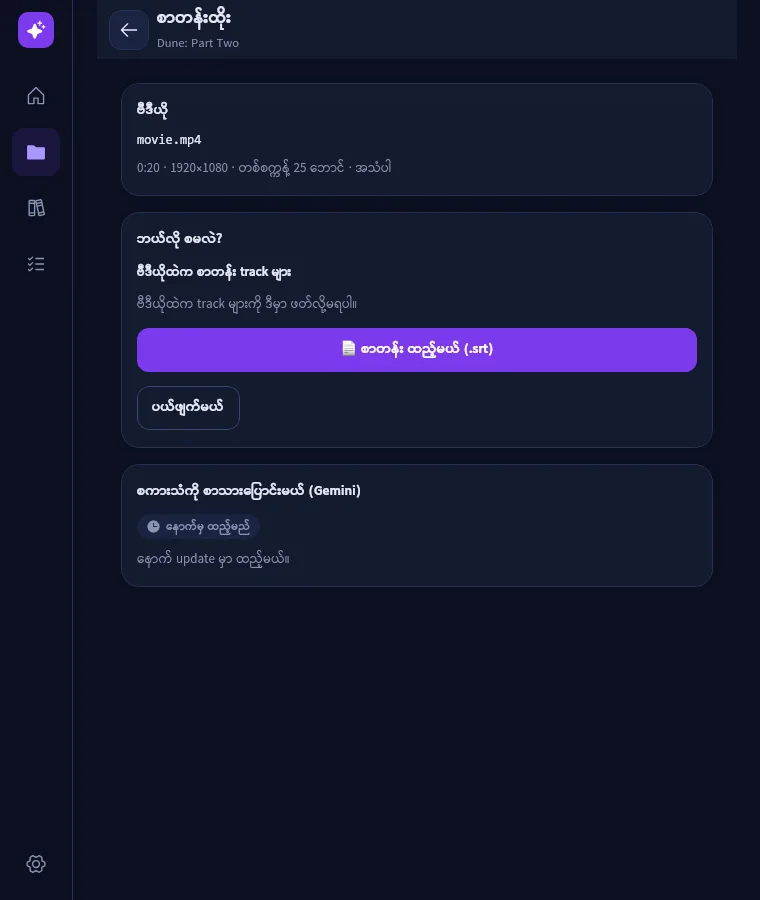 စာတန်းထိုး
Dune: Part Two
ဗီဒီယို
movie.mp4
0:20 · 1920×1080 · တစ်စက္ကန့် 25 ဘောင် · အသံပါ
ဘယ်လို စမလဲ?
ဗီဒီယိုထဲက စာတန်း track များ
ဗီဒီယိုထဲက track များကို ဒီမှာ ဖတ်လို့မရပါ။
စာတန်း ထည့်မယ် (.srt)
ပယ်ဖျက်မယ်
စကားသံကို စာသားပြောင်းမယ် (Gemini)
နောက်မှ ထည့်မည်
နောက် update မှာ ထည့်မယ်။